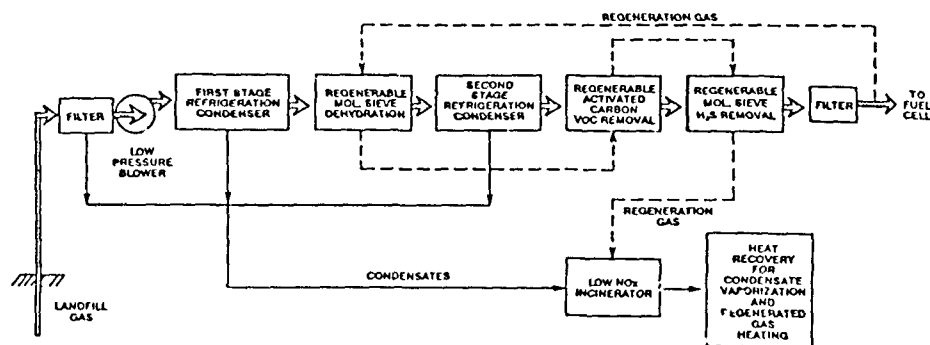 REGENERATION GAS
FILTER
LOW
PRESSURE
BLOWER
FIRST STAGE
REFRIGERATION
CONDENSER
REGENERABLE
MOL. SIEVE
DEHYDRATION
SECOND
STAGE
REFRIGERATION
CONDENSER
REGENERABLE
ACTIVATED
CARBON
VOC REMOVAL
REGENERABLE
MOL. SIEVE
H₂S REMOVAL
FILTER
TO
FUEL
CELL
REGENERATION
GAS
CONDENSATES
LOW NOx
INCINERATOR
HEAT
RECOVERY
FOR
CONDENSATE
VAPORIZATION
AND
REGENERATED
GAS
HEATING
LANDFILL
GAS